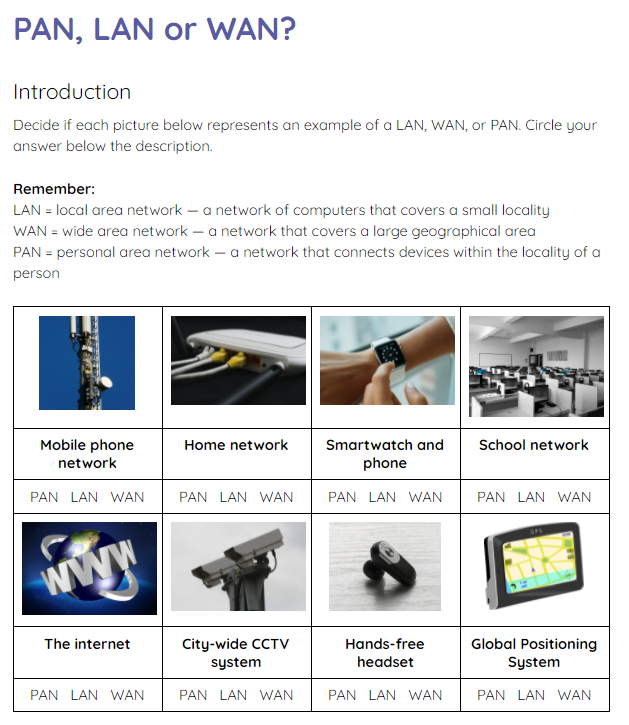 PAN, LAN or WAN?
Introduction
Decide if each picture below represents an example of a LAN, WAN, or PAN. Circle your
answer below the description.
Remember:
LAN = local area network — a network of computers that covers a small locality
WAN = wide area network — a network that covers a large geographical area
PAN = personal area network — a network that connects devices within the locality of a
person
Mobile phone
network
Home network
Smartwatch and
phone
School network
PAN LAN WAN
PAN LAN WAN
PAN LAN WAN
PAN LAN WAN
WWW
GPS
The internet
City-wide CCTV
system
Hands-free
headset
Global Positioning
System
PAN LAN WAN
PAN LAN WAN
PAN LAN WAN
PAN LAN WAN